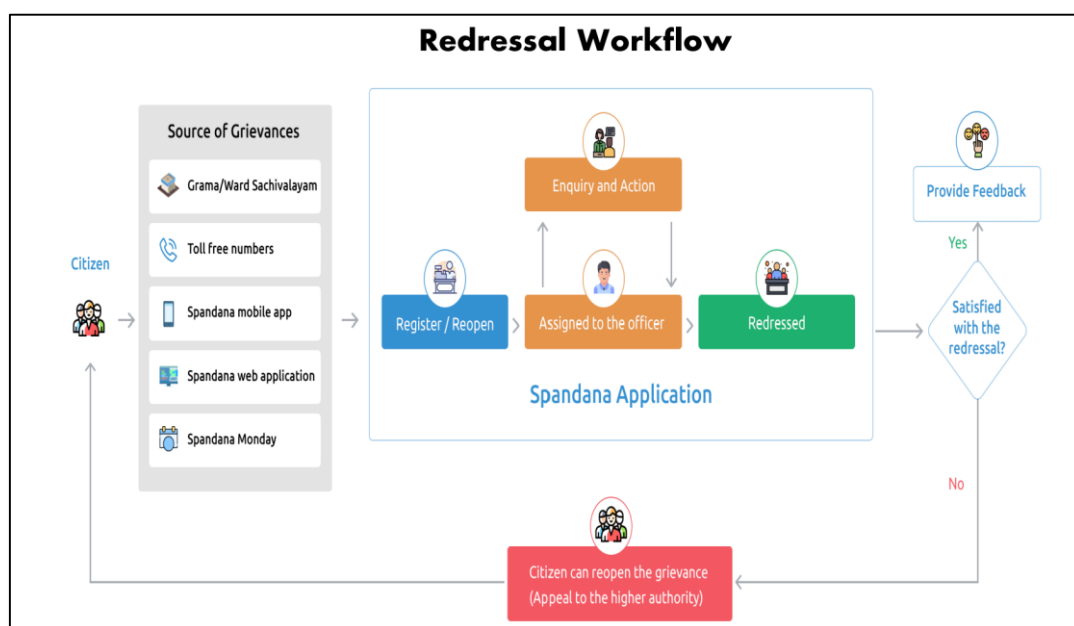 Redressal Workflow
Source of Grievances
Grama/Ward Sachivalayam
Toll free numbers
Spandana mobile app
Spandana web application
Spandana Monday
Citizen
Enquiry and Action
Register / Reopen
Assigned to the officer
Redressed
Spandana Application
Provide Feedback
Yes
Satisfied
with the
redressal?
No
Citizen can reopen the grievance
(Appeal to the higher authority)